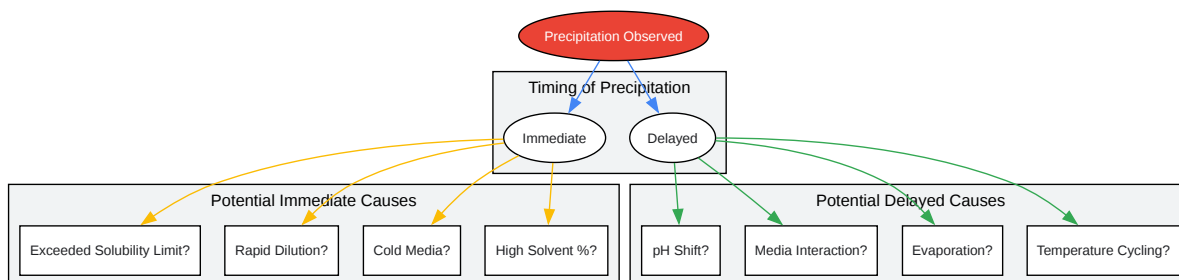 Precipitation Observed
Timing of Precipitation
Immediate
Delayed
Potential Immediate Causes
Potential Delayed Causes
Exceeded Solubility Limit?
Rapid Dilution?
Cold Media?
High Solvent %?
pH Shift?
Media Interaction?
Evaporation?
Temperature Cycling?